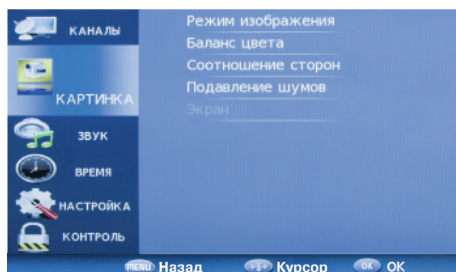 КАНАЛЫ
КАРТИНКА
ЗВУК
ВРЕМЯ
НАСТРОЙКА
КОНТРОЛЬ
Режим изображения
Баланс цвета
Соотношение сторон
Подавление шумов
Экран
MENU Назад Курсор OK OK